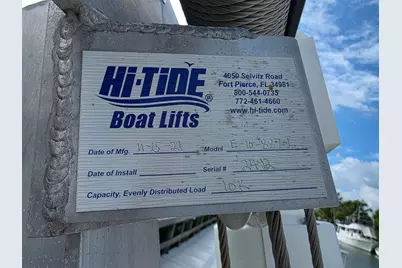 Hi-TiDE®
Boat Lifts
4050 Selvitz Road
Fort Pierce, FL 34981
800-544-0735
772-461-4660
www.hi-tide.com
Date of Mfg. Model
Date of Install Serial #
Capacity, Evenly Distributed Load 10K